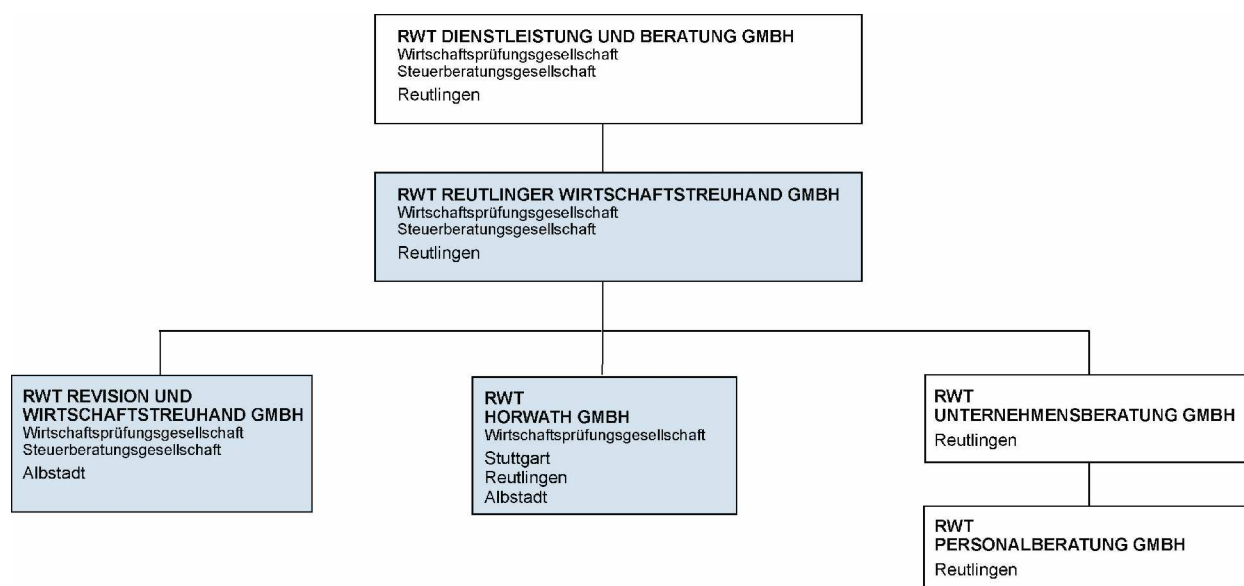 RWT DIENSTLEISTUNG UND BERATUNG GMBH
Wirtschaftsprüfungsgesellschaft
Steuerberatungsgesellschaft
Reutlingen
RWT REUTLINGER WIRTSCHAFTSTREUHAND GMBH
Wirtschaftsprüfungsgesellschaft
Steuerberatungsgesellschaft
Reutlingen
RWT REVISION UND
WIRTSCHAFTSTREUHAND GMBH
Wirtschaftsprüfungsgesellschaft
Steuerberatungsgesellschaft
Albstadt
RWT
HORWATH GMBH
Wirtschaftsprüfungsgesellschaft
Stuttgart
Reutlingen
Albstadt
RWT
UNTERNEHMENSBERATUNG GMBH
Reutlingen
RWT
PERSONALBERATUNG GMBH
Reutlingen